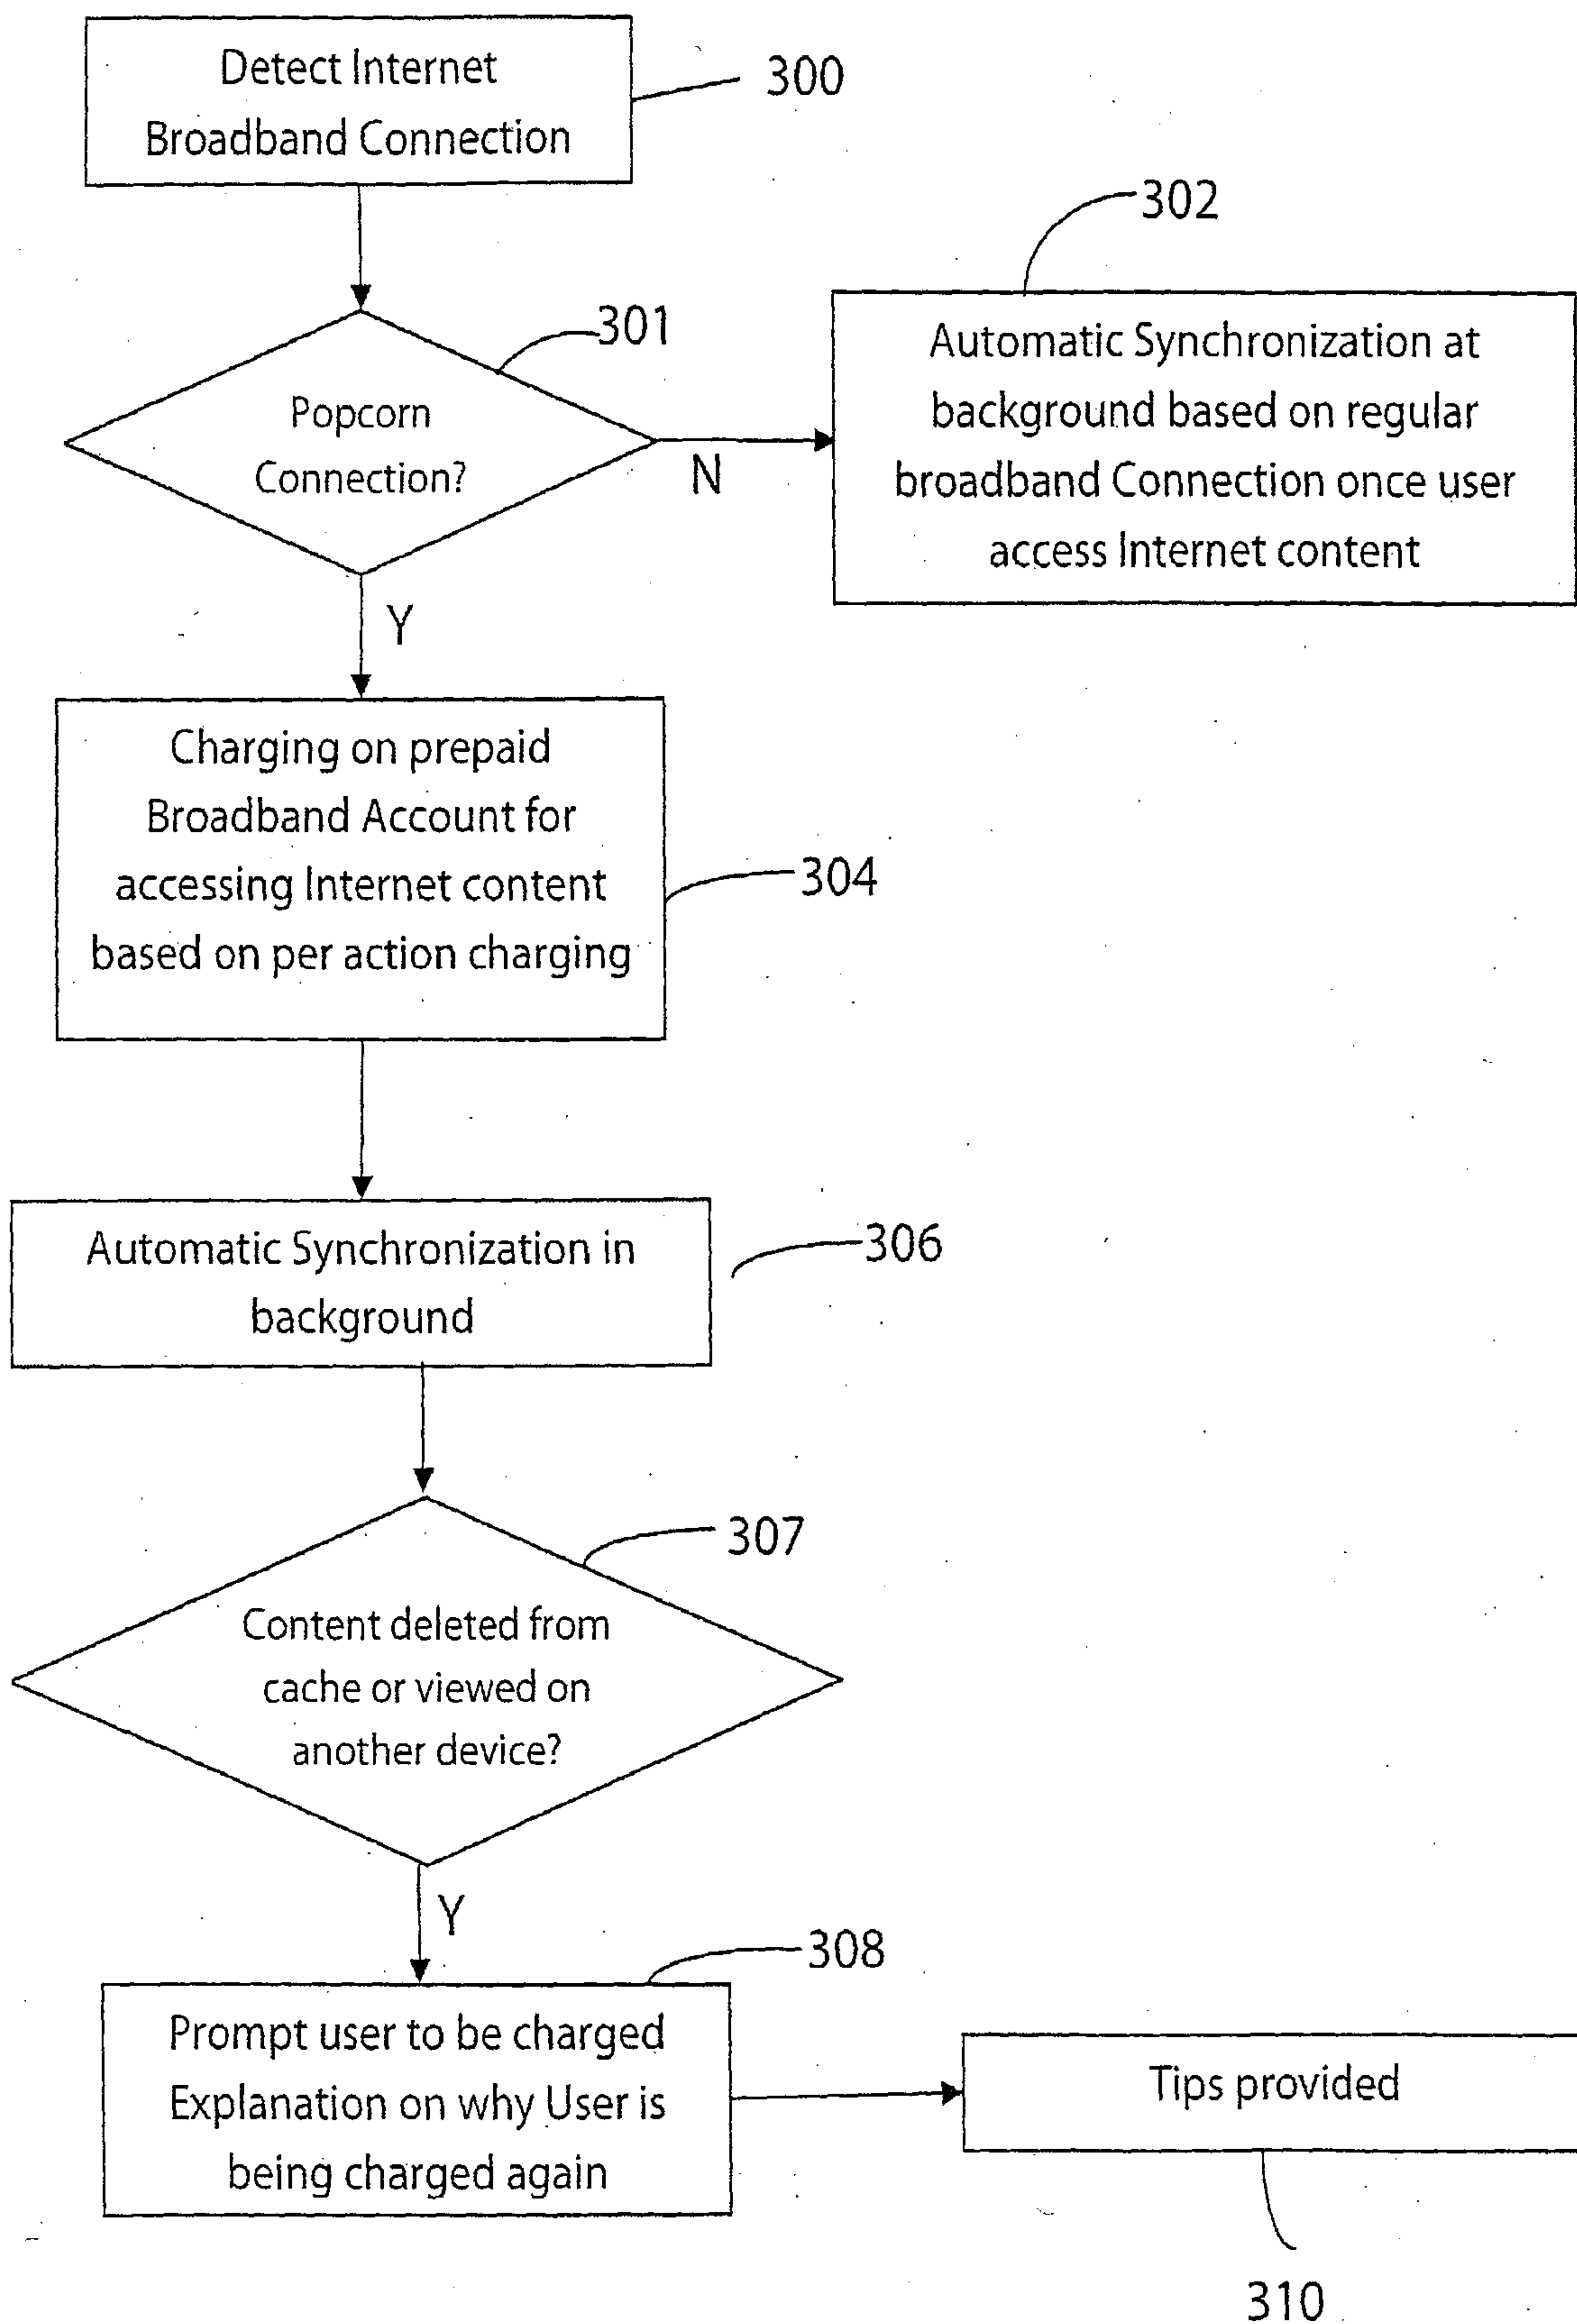 Detect Internet
Broadband Connection
300
302
301
Popcorn
Connection?
N
Automatic Synchronization at
background based on regular
broadband Connection once user
access Internet content
Y
Charging on prepaid
Broadband Account for
accessing Internet content
based on per action charging
304
Automatic Synchronization in
background
306
307
Content deleted from
cache or viewed on
another device?
Y
308
Prompt user to be charged
Explanation on why User is
being charged again
Tips provided
310